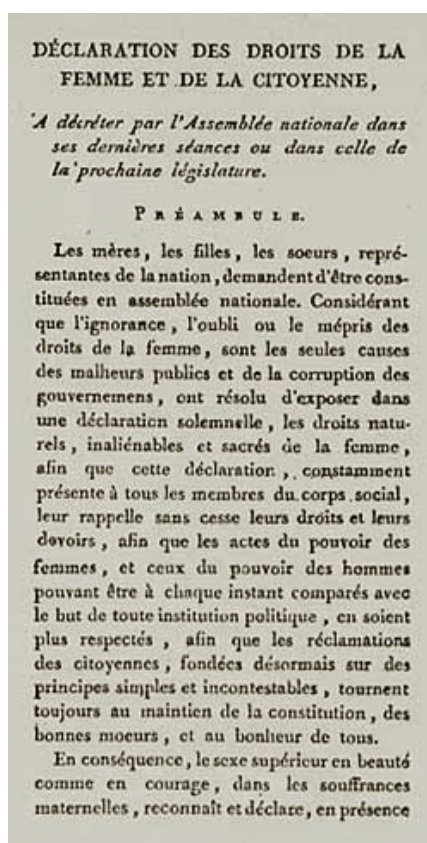 DÉCLARATION DES DROITS DE LA
FEMME ET DE LA CITOYENNE,
A décréter par l'Assemblée nationale dans
ses dernières séances ou dans celle de
la prochaine législature.
PRÉAMBULE.
Les mères, les filles, les soeurs, repré-
sentantes de la nation, demandent d'être cons-
tituées en assemblée nationale. Considérant
que l'ignorance, l'oubli ou le mépris des
droits de la femme, sont les seules causes
des malheurs publics et de la corruption des
gouvernemens, ont résolu d'exposer dans
une déclaration solemnelle, les droits natu-
rels, inaliénables et sacrés de la femme,
afin que cette déclaration, constamment
présente à tous les membres du corps social,
leur rappelle sans cesse leurs droits et leurs
devoirs, afin que les actes du pouvoir des
femmes, et ceux du pouvoir des hommes
pouvant être à chaque instant comparés avec
le but de toute institution politique, en soient
plus respectés, afin que les réclamations
des citoyennes, fondées désormais sur des
principes simples et incontestables, tournent
toujours au maintien de la constitution, des
bonnes moeurs, et au bonheur de tous.
En conséquence, le sexe supérieur en beauté
comme en courage, dans les souffrances
maternelles, reconnaît et déclare, en présence